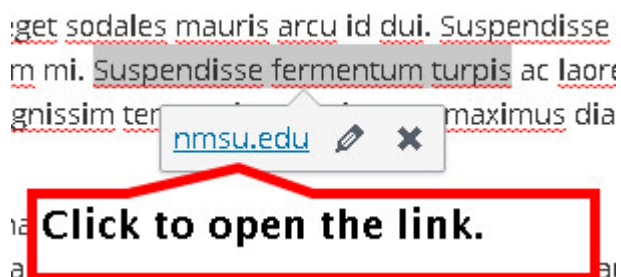 eget sodales mauris arcu id dui. Suspendisse
m mi. Suspendisse fermentum turpis ac laore
gnissim ter maximus dia
nmsu.edu
Click to open the link.